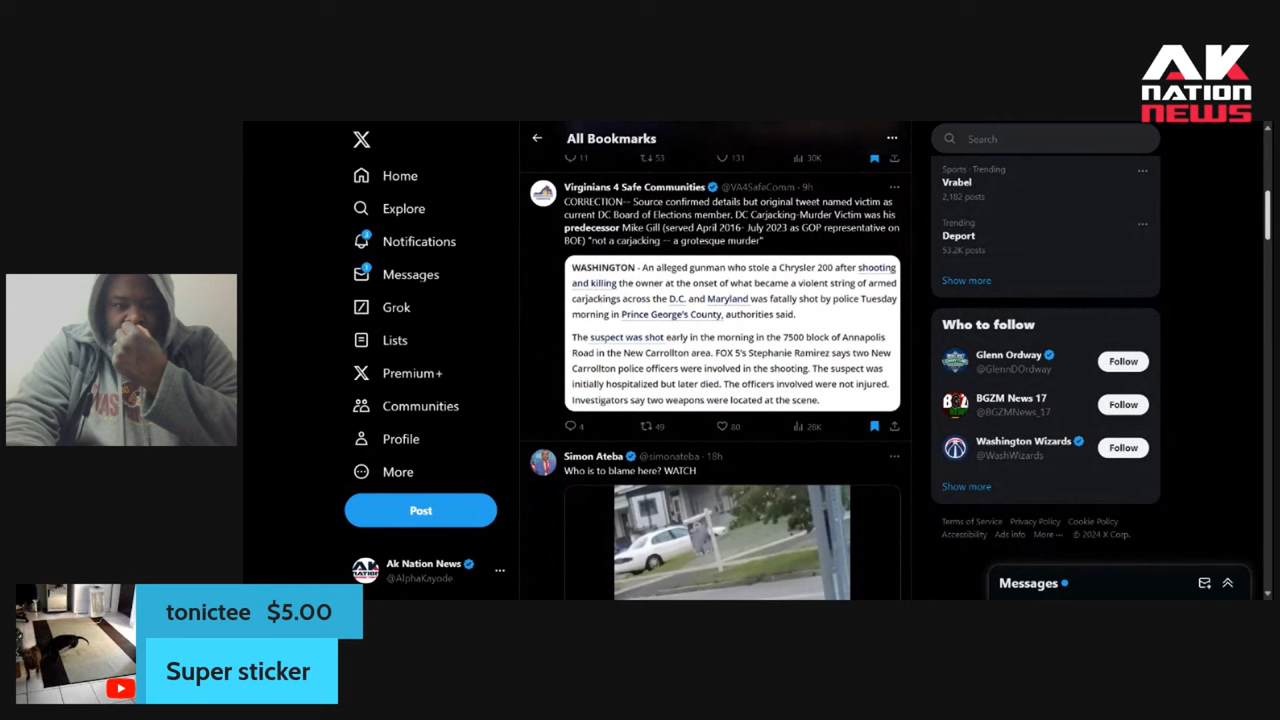 AK
NATION
NEWS
X
Home
Explore
Notifications
Messages
Grok
Lists
Premium+
Communities
Profile
More
Post
Ak Nation News
@AlphaKayode
All Bookmarks
11 53 131 30K
Virginians 4 Safe Communities @VA4SafeComm · 9h
CORRECTION-- Source confirmed details but original tweet named victim as
current DC Board of Elections member. DC Carjacking-Murder Victim was his
predecessor Mike Gill (served April 2016- July 2023 as GOP representative on
BOE) "not a carjacking -- a grotesque murder"
WASHINGTON - An alleged gunman who stole a Chrysler 200 after shooting
and killing the owner at the onset of what became a violent string of armed
carjackings across the D.C. and Maryland was fatally shot by police Tuesday
morning in Prince George's County, authorities said.
The suspect was shot early in the morning in the 7500 block of Annapolis
Road in the New Carrollton area. FOX 5's Stephanie Ramirez says two New
Carrollton police officers were involved in the shooting. The suspect was
initially hospitalized but later died. The officers involved were not injured.
Investigators say two weapons were located at the scene.
4 49 80 28K
Simon Ateba @simonateba · 18h
Who is to blame here? WATCH
Search
Sports · Trending
Vrabel
2,182 posts
Trending
Deport
53.2K posts
Show more
Who to follow
Glenn Ordway
@GlennDOrdway
Follow
BGZM News 17
@BGZMNews_17
Follow
Washington Wizards
@WashWizards
Follow
Show more
Terms of Service Privacy Policy Cookie Policy
Accessibility Ads info More ··· © 2024 X Corp.
Messages
tonictee $5.00
Super sticker